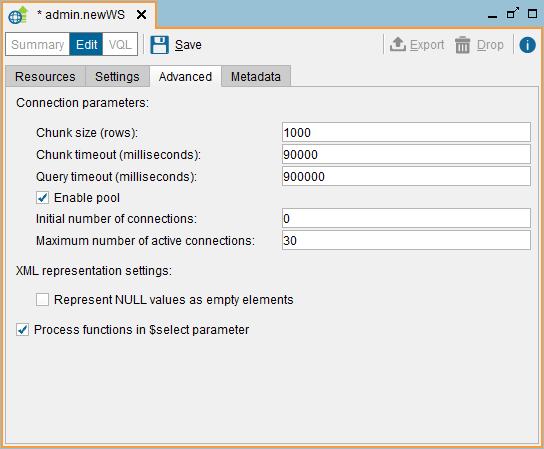 * admin.newWS
Summary Edit VQL Save Export Drop
Resources Settings Advanced Metadata
Connection parameters:
Chunk size (rows): 1000
Chunk timeout (milliseconds): 90000
Query timeout (milliseconds): 900000
Enable pool
Initial number of connections: 0
Maximum number of active connections: 30
XML representation settings:
Represent NULL values as empty elements
Process functions in $select parameter